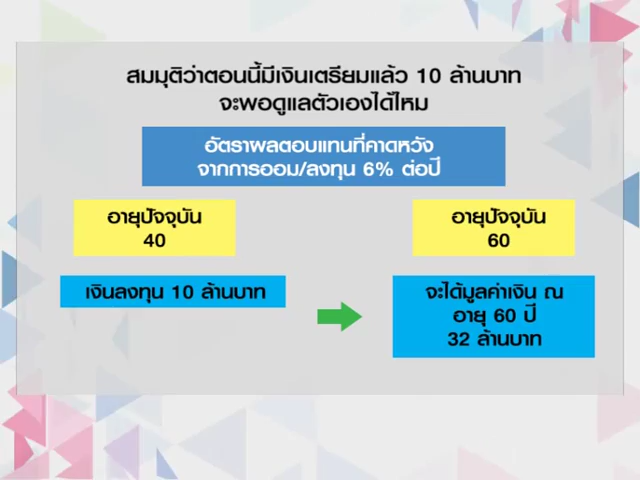 สมมุติว่าตอนนี้มีเงินเตรียมแล้ว 10 ล้านบาท
จะพอดูแลตัวเองได้ไหม
อัตราผลตอบแทนที่คาดหวัง
จากการออม/ลงทุน 6% ต่อปี
อายุปัจจุบัน
40
อายุปัจจุบัน
60
เงินลงทุน 10 ล้านบาท
จะได้มูลค่าเงิน ณ
อายุ 60 ปี
32 ล้านบาท